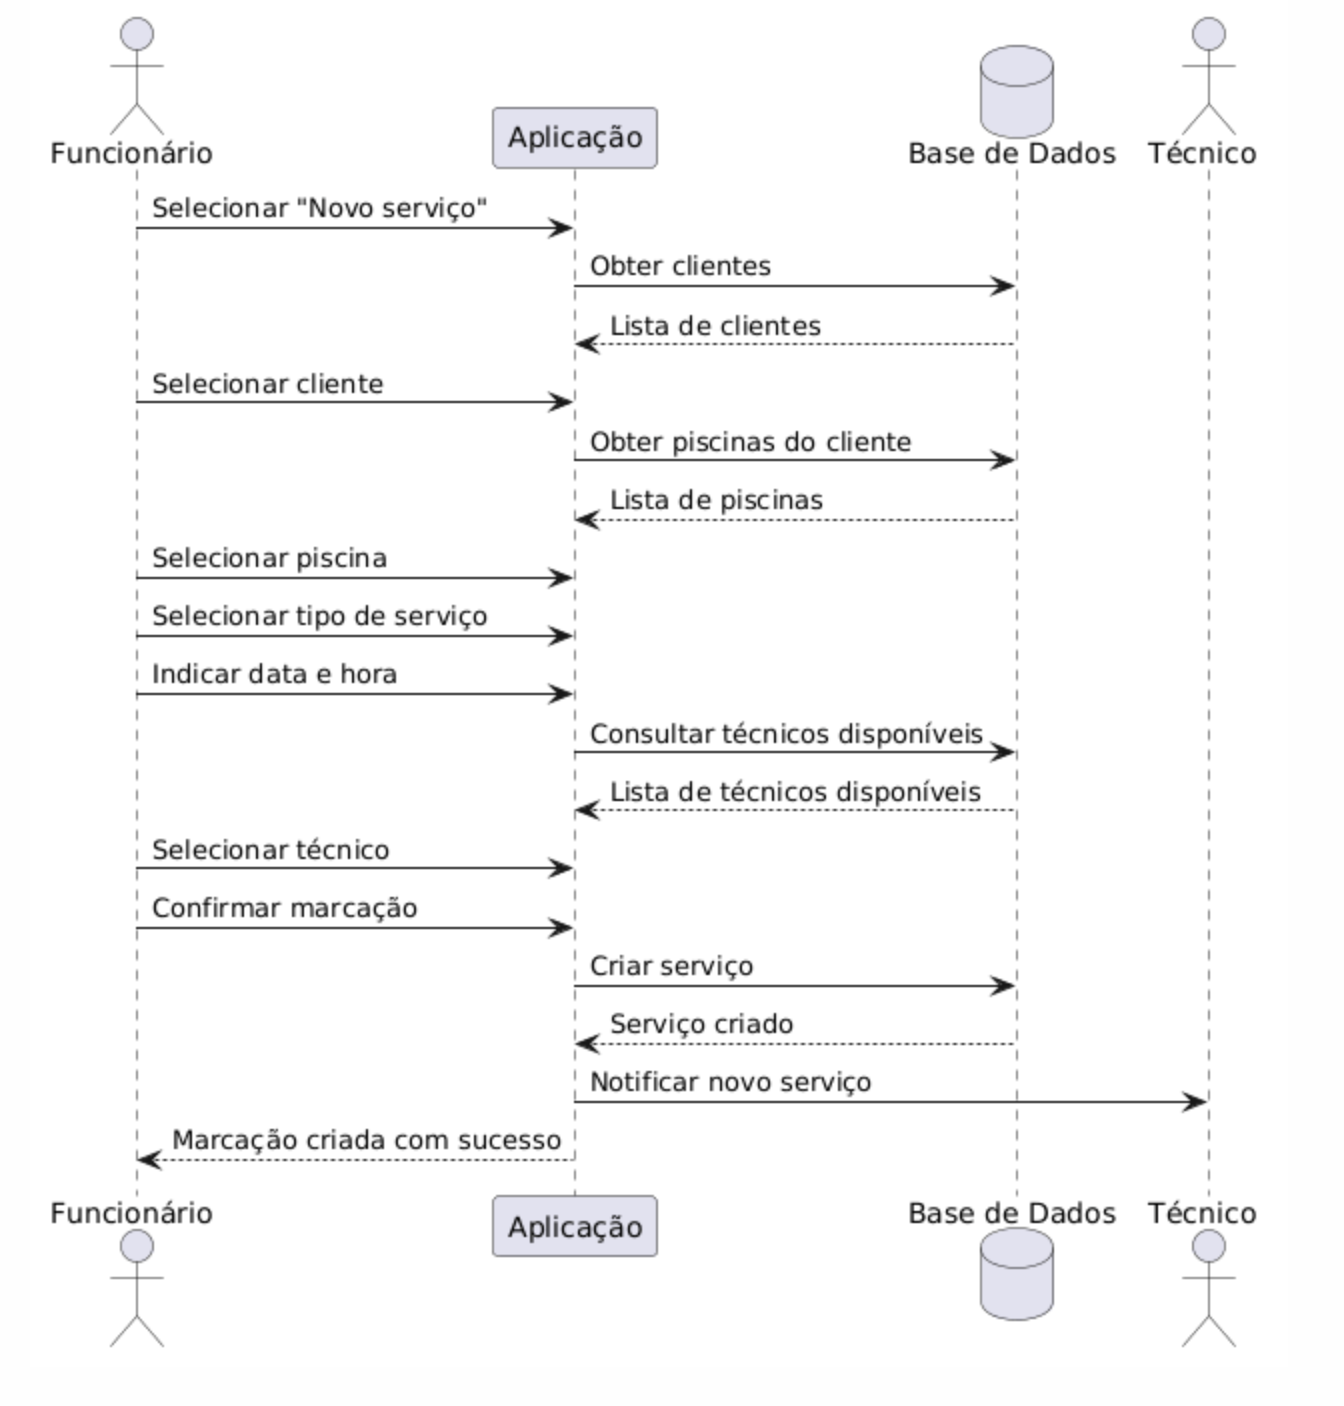 Funcionário
Aplicação
Base de Dados
Técnico
Selecionar "Novo serviço"
Obter clientes
Lista de clientes
Selecionar cliente
Obter piscinas do cliente
Lista de piscinas
Selecionar piscina
Selecionar tipo de serviço
Indicar data e hora
Consultar técnicos disponíveis
Lista de técnicos disponíveis
Selecionar técnico
Confirmar marcação
Criar serviço
Serviço criado
Notificar novo serviço
Marcação criada com sucesso
Funcionário
Aplicação
Base de Dados
Técnico